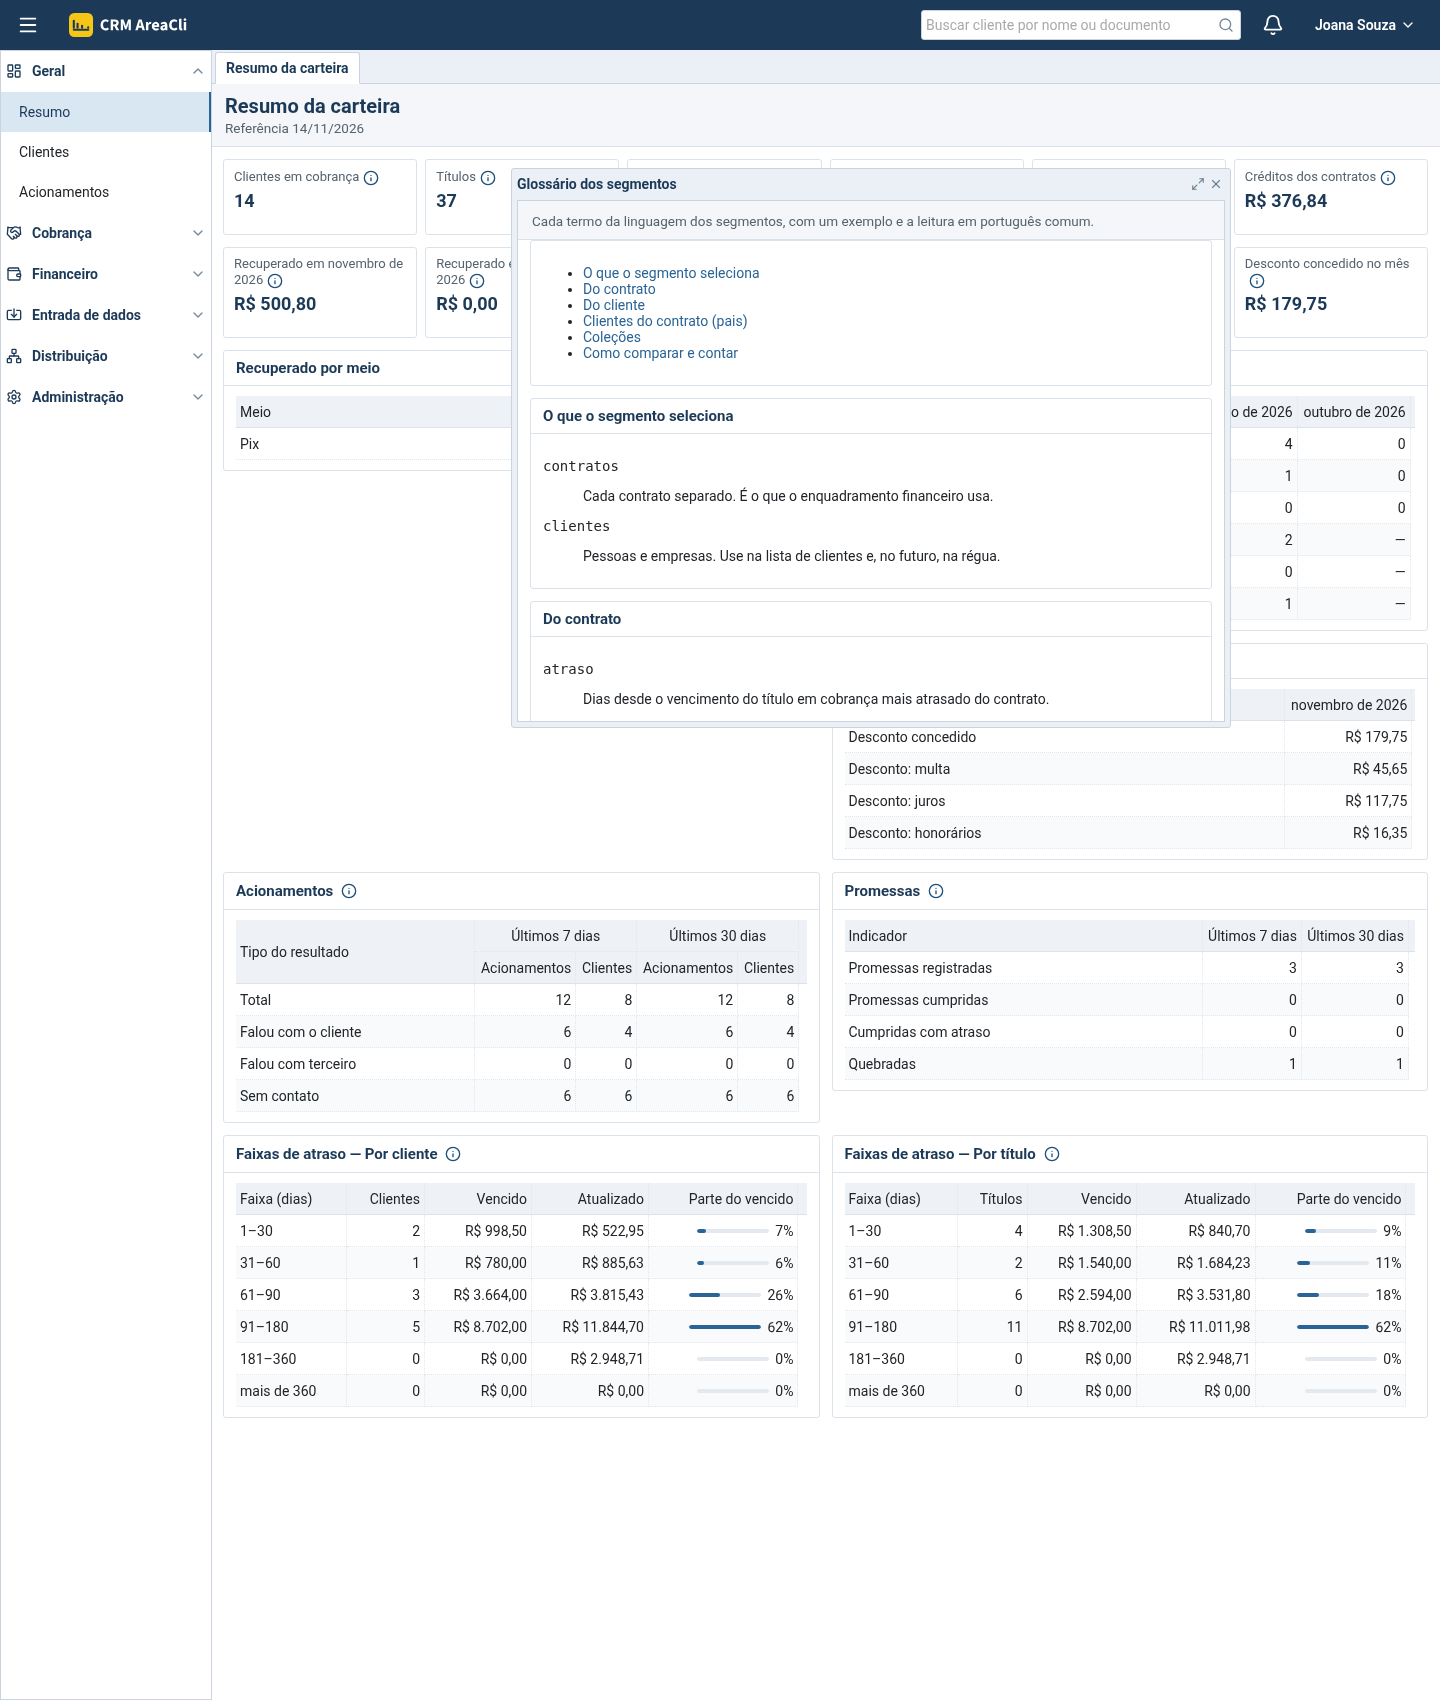 CRM AreaCli
Buscar cliente por nome ou documento
Joana Souza
Geral
Resumo
Clientes
Acionamentos
Cobrança
Financeiro
Entrada de dados
Distribuição
Administração
Resumo da carteira
Resumo da carteira
Referência 14/11/2026
Clientes em cobrança
14
Títulos
37
Créditos dos contratos
R$ 376,84
Recuperado em novembro de
2026
R$ 500,80
Recuperado
2026
R$ 0,00
Desconto concedido no mês
R$ 179,75
Glossário dos segmentos
Cada termo da linguagem dos segmentos, com um exemplo e a leitura em português comum.
O que o segmento seleciona
Do contrato
Do cliente
Clientes do contrato (pais)
Coleções
Como comparar e contar
O que o segmento seleciona
contratos
Cada contrato separado. É o que o enquadramento financeiro usa.
clientes
Pessoas e empresas. Use na lista de clientes e, no futuro, na régua.
Do contrato
atraso
Dias desde o vencimento do título em cobrança mais atrasado do contrato.
Recuperado por meio
Meio
Pix
o de 2026 outubro de 2026
4 0
1 0
0 0
2 —
0 —
1 —
novembro de 2026
Desconto concedido R$ 179,75
Desconto: multa R$ 45,65
Desconto: juros R$ 117,75
Desconto: honorários R$ 16,35
Acionamentos
Tipo do resultado Últimos 7 dias Últimos 30 dias
Acionamentos Clientes Acionamentos Clientes
Total 12 8 12 8
Falou com o cliente 6 4 6 4
Falou com terceiro 0 0 0 0
Sem contato 6 6 6 6
Promessas
Indicador Últimos 7 dias Últimos 30 dias
Promessas registradas 3 3
Promessas cumpridas 0 0
Cumpridas com atraso 0 0
Quebradas 1 1
Faixas de atraso — Por cliente
Faixa (dias) Clientes Vencido Atualizado Parte do vencido
1–30 2 R$ 998,50 R$ 522,95 7%
31–60 1 R$ 780,00 R$ 885,63 6%
61–90 3 R$ 3.664,00 R$ 3.815,43 26%
91–180 5 R$ 8.702,00 R$ 11.844,70 62%
181–360 0 R$ 0,00 R$ 2.948,71 0%
mais de 360 0 R$ 0,00 R$ 0,00 0%
Faixas de atraso — Por título
Faixa (dias) Títulos Vencido Atualizado Parte do vencido
1–30 4 R$ 1.308,50 R$ 840,70 9%
31–60 2 R$ 1.540,00 R$ 1.684,23 11%
61–90 6 R$ 2.594,00 R$ 3.531,80 18%
91–180 11 R$ 8.702,00 R$ 11.011,98 62%
181–360 0 R$ 0,00 R$ 2.948,71 0%
mais de 360 0 R$ 0,00 R$ 0,00 0%